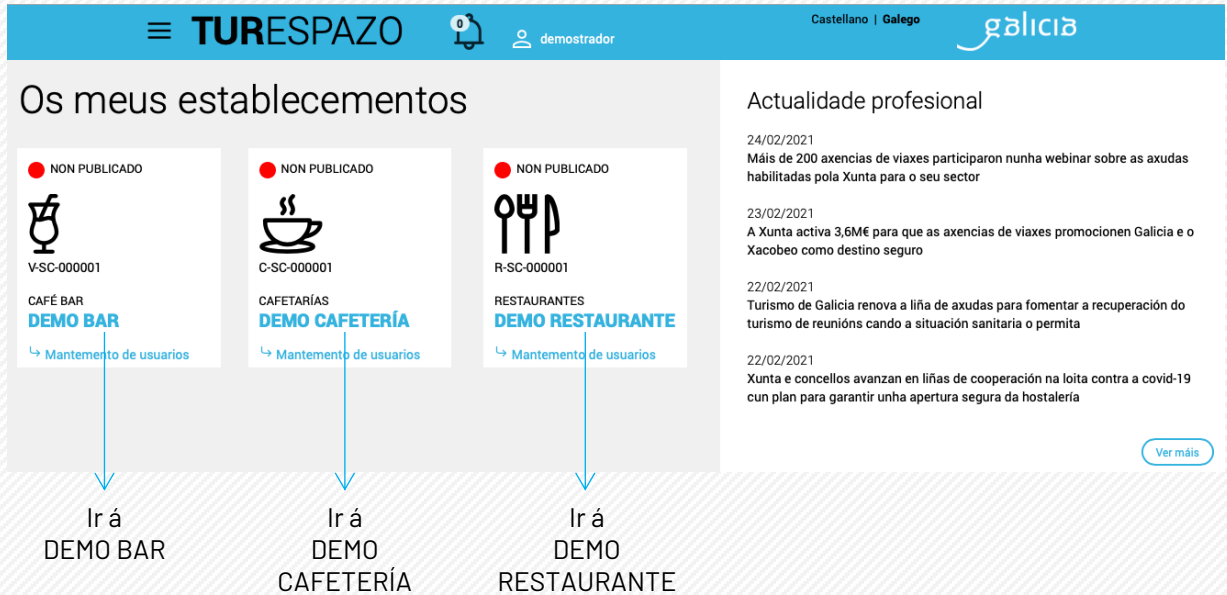 TURESPAZO
0
demostrador
Castellano | Galego
galicia
Os meus establecementos
NON PUBLICADO
V-SC-000001
CAFÉ BAR
DEMO BAR
Mantemento de usuarios
NON PUBLICADO
C-SC-000001
CAFETARÍAS
DEMO CAFETERÍA
Mantemento de usuarios
NON PUBLICADO
R-SC-000001
RESTAURANTES
DEMO RESTAURANTE
Mantemento de usuarios
Actualidade profesional
24/02/2021
Máis de 200 axencias de viaxes participaron nunha webinar sobre as axudas
habilitadas pola Xunta para o seu sector
23/02/2021
A Xunta activa 3,6M€ para que as axencias de viaxes promocionen Galicia e o
Xacobeo como destino seguro
22/02/2021
Turismo de Galicia renova a liña de axudas para fomentar a recuperación do
turismo de reunións cando a situación sanitaria o permita
22/02/2021
Xunta e concellos avanzan en liñas de cooperación na loita contra a covid-19
cun plan para garantir unha apertura segura da hostalería
Ver máis
Ir á
DEMO BAR
Ir á
DEMO
CAFETERÍA
Ir á
DEMO
RESTAURANTE